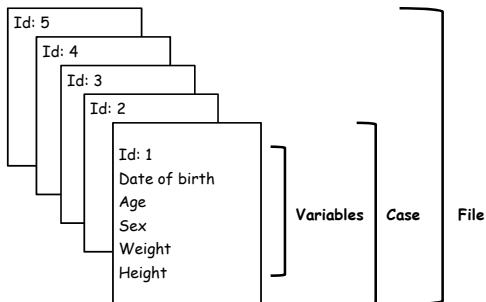 Id: 5
Id: 4
Id: 3
Id: 2
Id: 1
Date of birth
Age
Sex
Weight
Height
Variables
Case
File